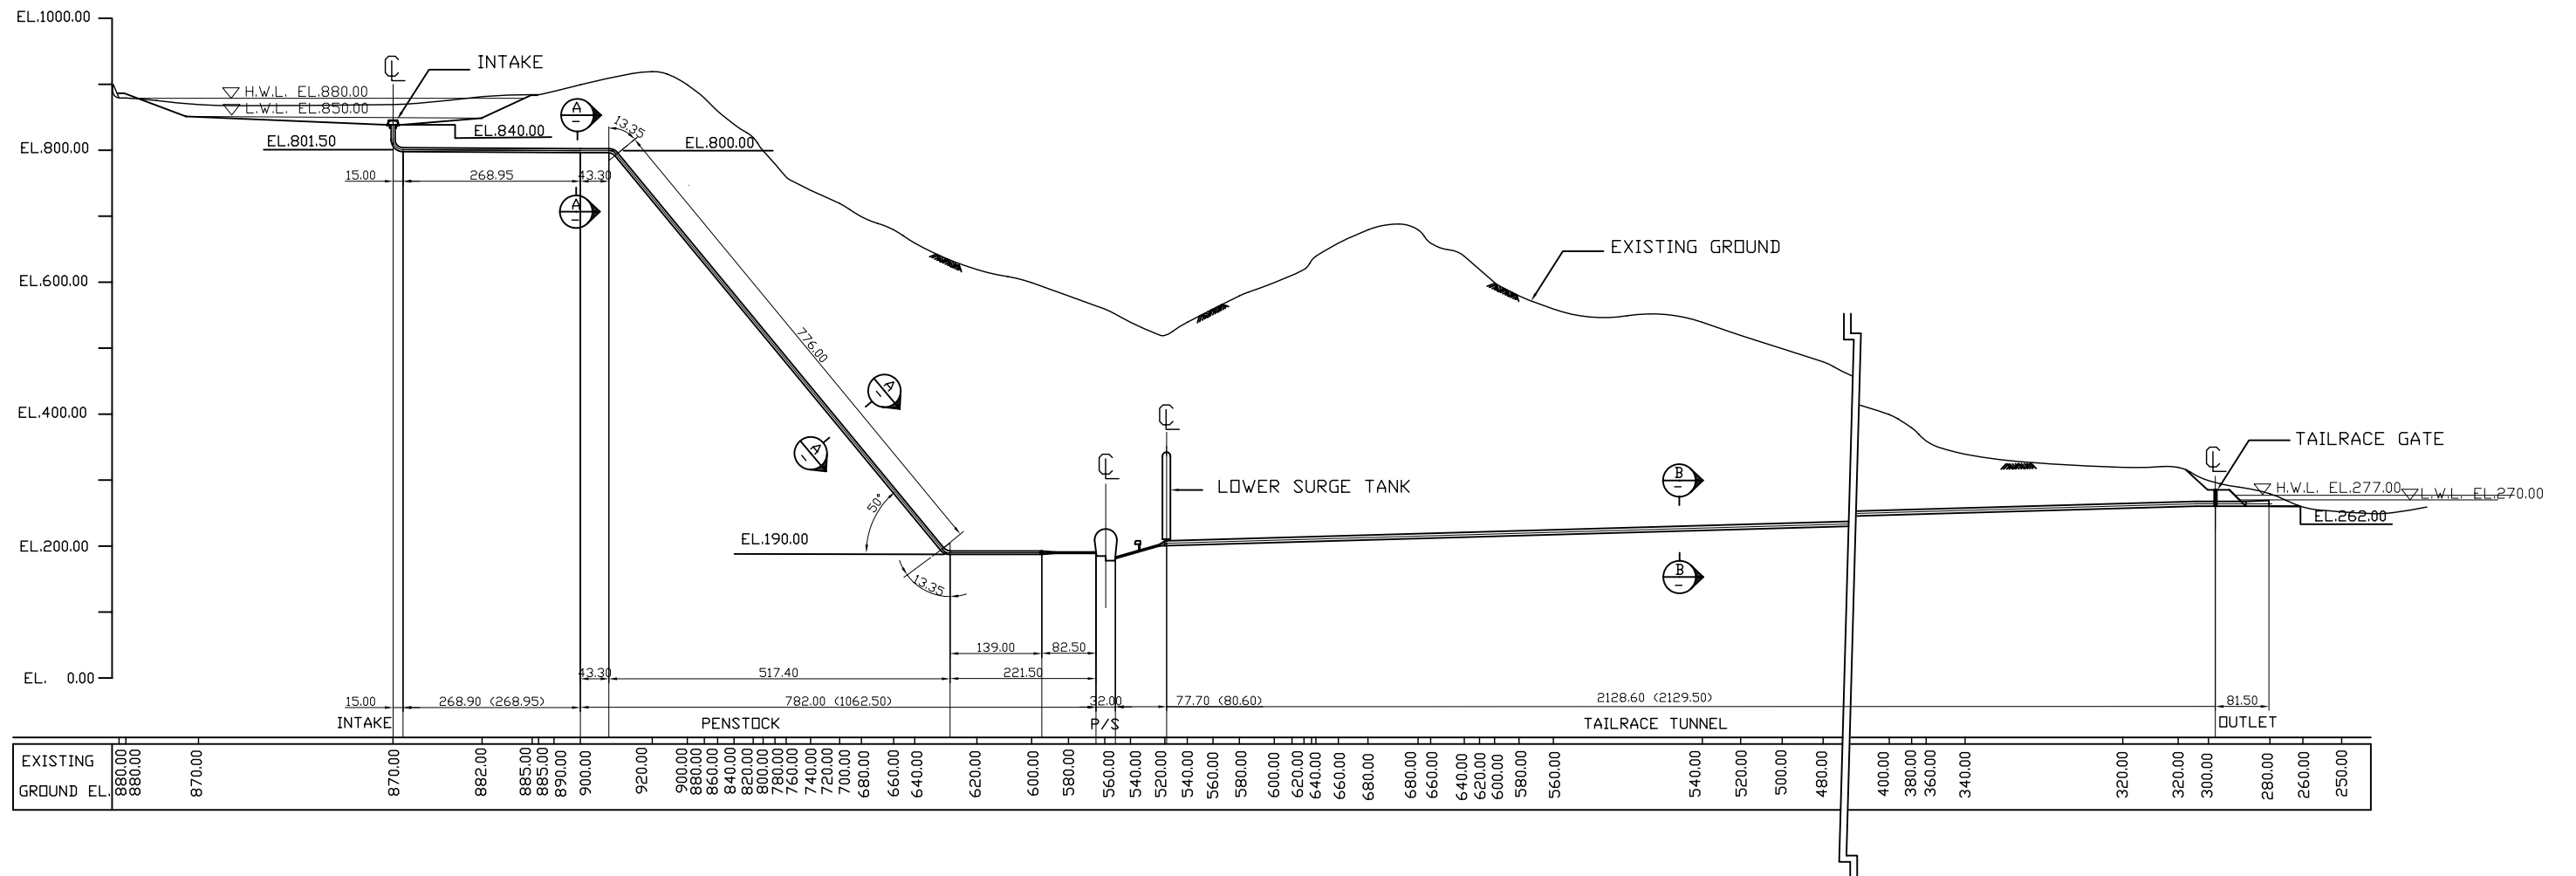 EL.1000.00
EL.800.00
EL.600.00
EL.400.00
EL.200.00
EL. 0.00
INTAKE
H.W.L. EL.880.00
L.W.L. EL.850.00
EL.840.00
EL.801.50
EL.800.00
A
A
13.35
15.00
268.95
43.30
776.00
A
A
50°
EL.190.00
13.35
EXISTING GROUND
LOWER SURGE TANK
B
B
TAILRACE GATE
H.W.L. EL.277.00
L.W.L. EL.270.00
EL.262.00
139.00
82.50
43.30
517.40
221.50
15.00
268.90 (268.95)
782.00 (1062.50)
32.00
77.70 (80.60)
2128.60 (2129.50)
81.50
INTAKE
PENSTOCK
P/S
TAILRACE TUNNEL
OUTLET
EXISTING
GROUND EL.
880.00
880.00
870.00
870.00
882.00
885.00
885.00
890.00
900.00
920.00
900.00
880.00
860.00
840.00
820.00
800.00
780.00
760.00
740.00
720.00
700.00
680.00
660.00
640.00
620.00
600.00
580.00
560.00
540.00
520.00
540.00
560.00
580.00
600.00
620.00
640.00
660.00
680.00
680.00
660.00
640.00
620.00
600.00
580.00
560.00
540.00
520.00
500.00
480.00
400.00
380.00
360.00
340.00
320.00
320.00
300.00
280.00
260.00
250.00